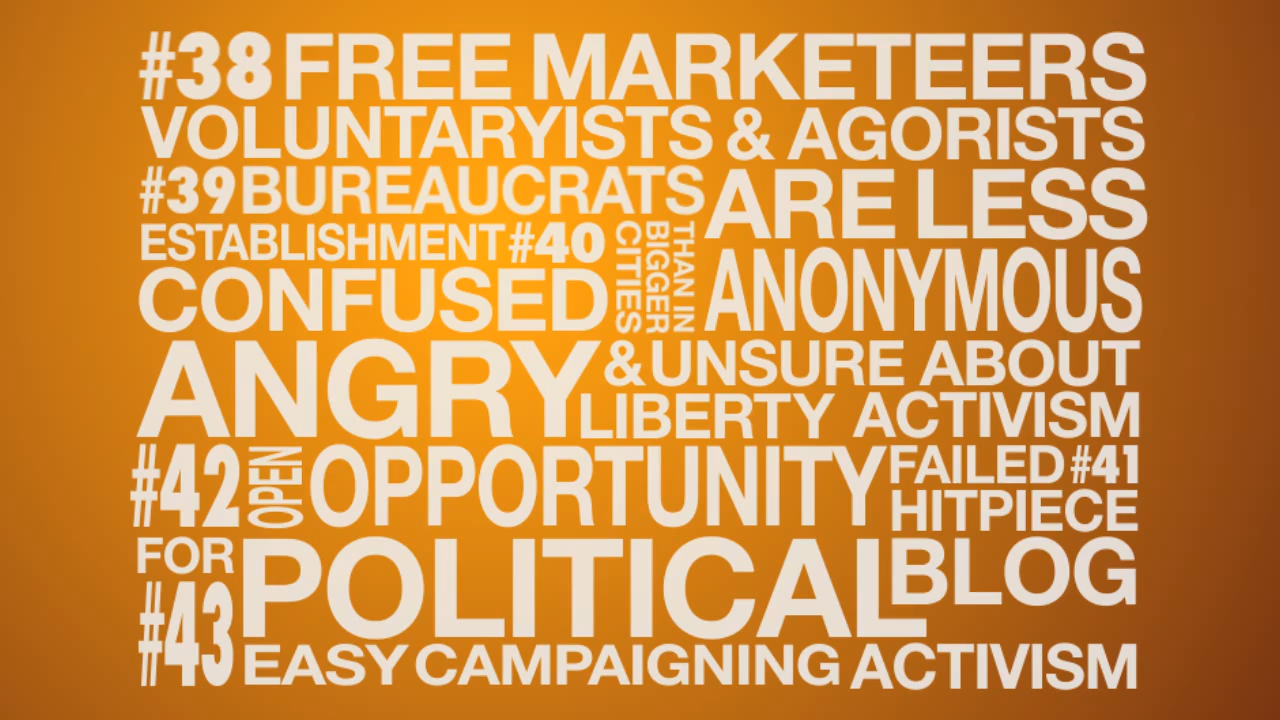 #38 FREE MARKETEERS
VOLUNTARYISTS & AGORISTS
#39 BUREAUCRATS ARE LESS
ESTABLISHMENT #40
THAN IN
BIGGER
CITIES
ANONYMOUS
CONFUSED
ANGRY & UNSURE ABOUT
LIBERTY ACTIVISM
#42 OPEN OPPORTUNITY FAILED #41
HITPIECE
FOR POLITICAL BLOG
#43 EASY CAMPAIGNING ACTIVISM